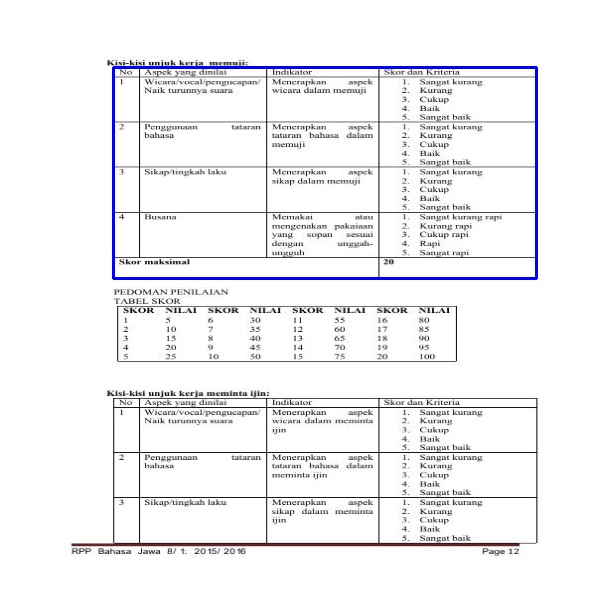 Kisi-kisi unjuk kerja memuji:
No Aspek yang dinilai Indikator Skor dan Kriteria
1 Wicara/vocal/pengucapan/ Menerapkan aspek 1. Sangat kurang
Naik turunnya suara wicara dalam memuji 2. Kurang
3. Cukup
4. Baik
5. Sangat baik
2 Penggunaan tataran Menerapkan aspek 1. Sangat kurang
bahasa tataran bahasa dalam 2. Kurang
memuji 3. Cukup
4. Baik
5. Sangat baik
3 Sikap/tingkah laku Menerapkan aspek 1. Sangat kurang
sikap dalam memuji 2. Kurang
3. Cukup
4. Baik
5. Sangat baik
4 Busana Memakai atau 1. Sangat kurang rapi
mengenakan pakaiaan 2. Kurang rapi
yang sopan sesuai 3. Cukup rapi
dengan unggah- 4. Rapi
ungguh 5. Sangat rapi
Skor maksimal 20
PEDOMAN PENILAIAN
TABEL SKOR
SKOR NILAI SKOR NILAI SKOR NILAI SKOR NILAI
1 5 6 30 11 55 16 80
2 10 7 35 12 60 17 85
3 15 8 40 13 65 18 90
4 20 9 45 14 70 19 95
5 25 10 50 15 75 20 100
Kisi-kisi unjuk kerja meminta ijin:
No Aspek yang dinilai Indikator Skor dan Kriteria
1 Wicara/vocal/pengucapan/ Menerapkan aspek 1. Sangat kurang
Naik turunnya suara wicara dalam meminta 2. Kurang
ijin 3. Cukup
4. Baik
5. Sangat baik
2 Penggunaan tataran Menerapkan aspek 1. Sangat kurang
bahasa tataran bahasa dalam 2. Kurang
meminta ijin 3. Cukup
4. Baik
5. Sangat baik
3 Sikap/tingkah laku Menerapkan aspek 1. Sangat kurang
sikap dalam meminta 2. Kurang
ijin 3. Cukup
4. Baik
5. Sangat baik
RPP Bahasa Jawa 8/ 1: 2015/ 2016 Page 12